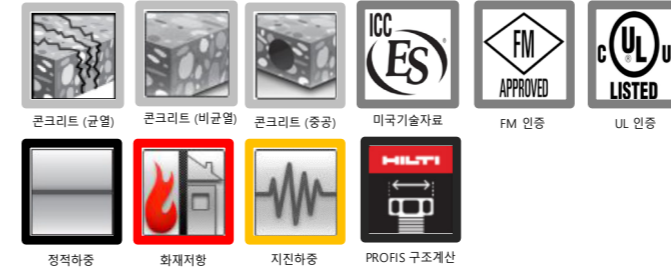 ICC
ES
FM
APPROVED
C UL U
®
LISTED
콘크리트 (균열)
콘크리트 (비균열)
콘크리트 (중공)
미국기술자료
FM 인증
UL 인증
HILTI
정적하중
화재저항
지진하중
PROFIS 구조계산